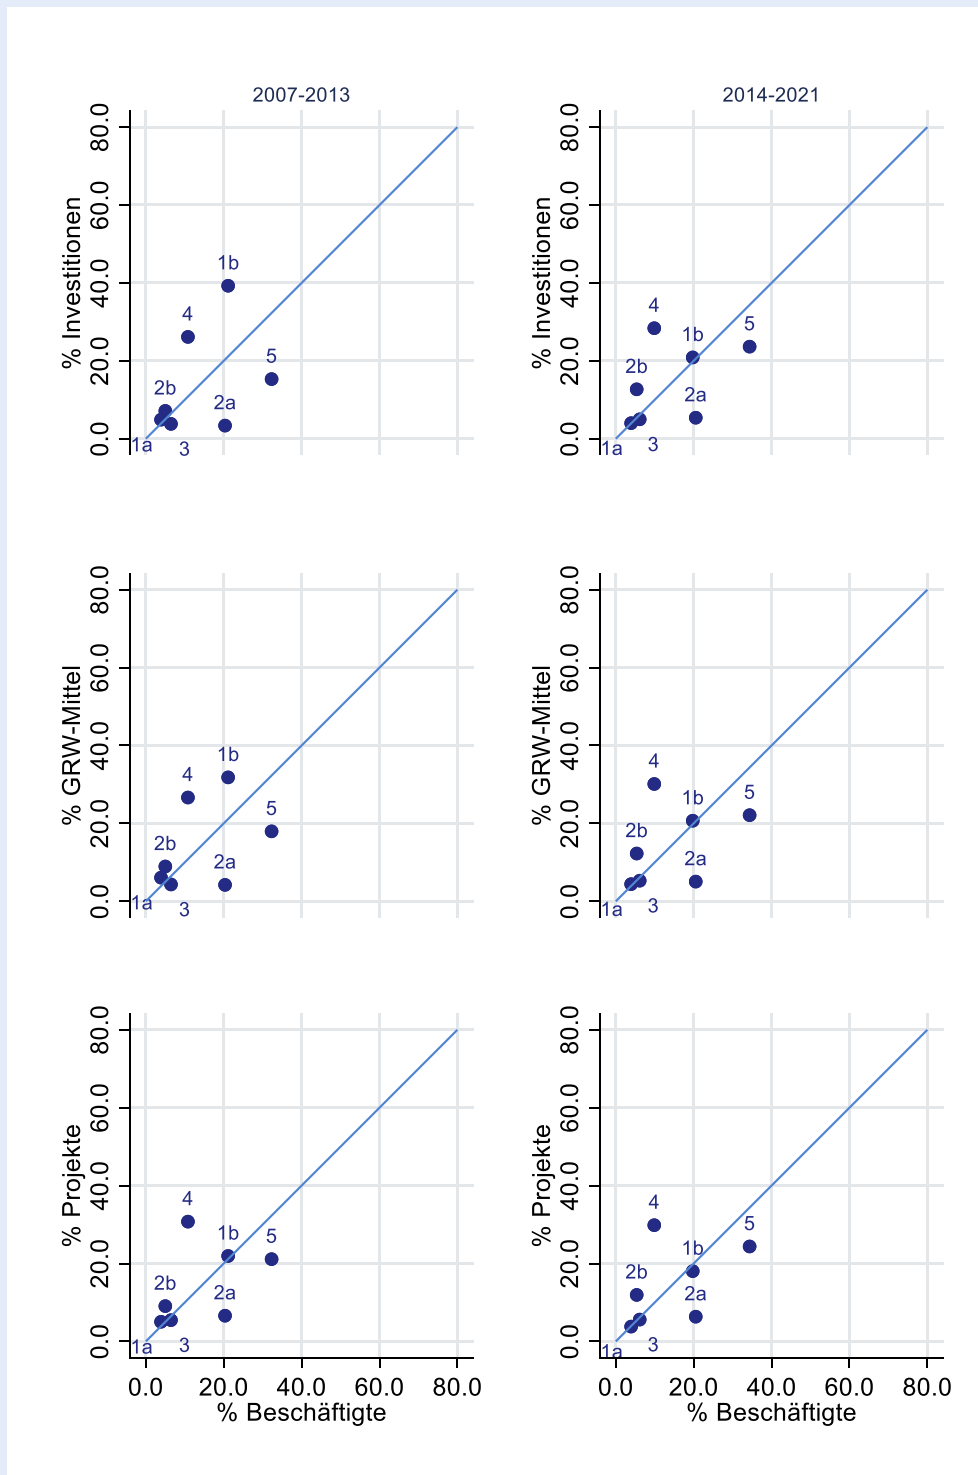 2007-2013
2014-2021
% Investitionen
80.0
60.0
40.0
20.0
0.0
1b
4
5
2b
2a
1a
3
% Investitionen
80.0
60.0
40.0
20.0
0.0
4
5
1b
2b
2a
1a
3
% GRW-Mittel
80.0
60.0
40.0
20.0
0.0
1b
4
5
2b
2a
1a
3
% GRW-Mittel
80.0
60.0
40.0
20.0
0.0
4
5
1b
2b
2a
1a
3
% Projekte
80.0
60.0
40.0
20.0
0.0
4
1b
5
2b
2a
1a
3
0.0 20.0 40.0 60.0 80.0
% Beschäftigte
% Projekte
80.0
60.0
40.0
20.0
0.0
4
5
1b
2b
2a
1a
3
0.0 20.0 40.0 60.0 80.0
% Beschäftigte